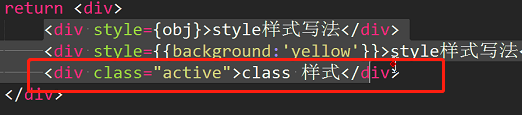 return <div>
<div style={obj}>style样式写法</div>
<div style={{background:'yellow'}}>style样式写法<
<div class="active">class 样式</div>
</div>